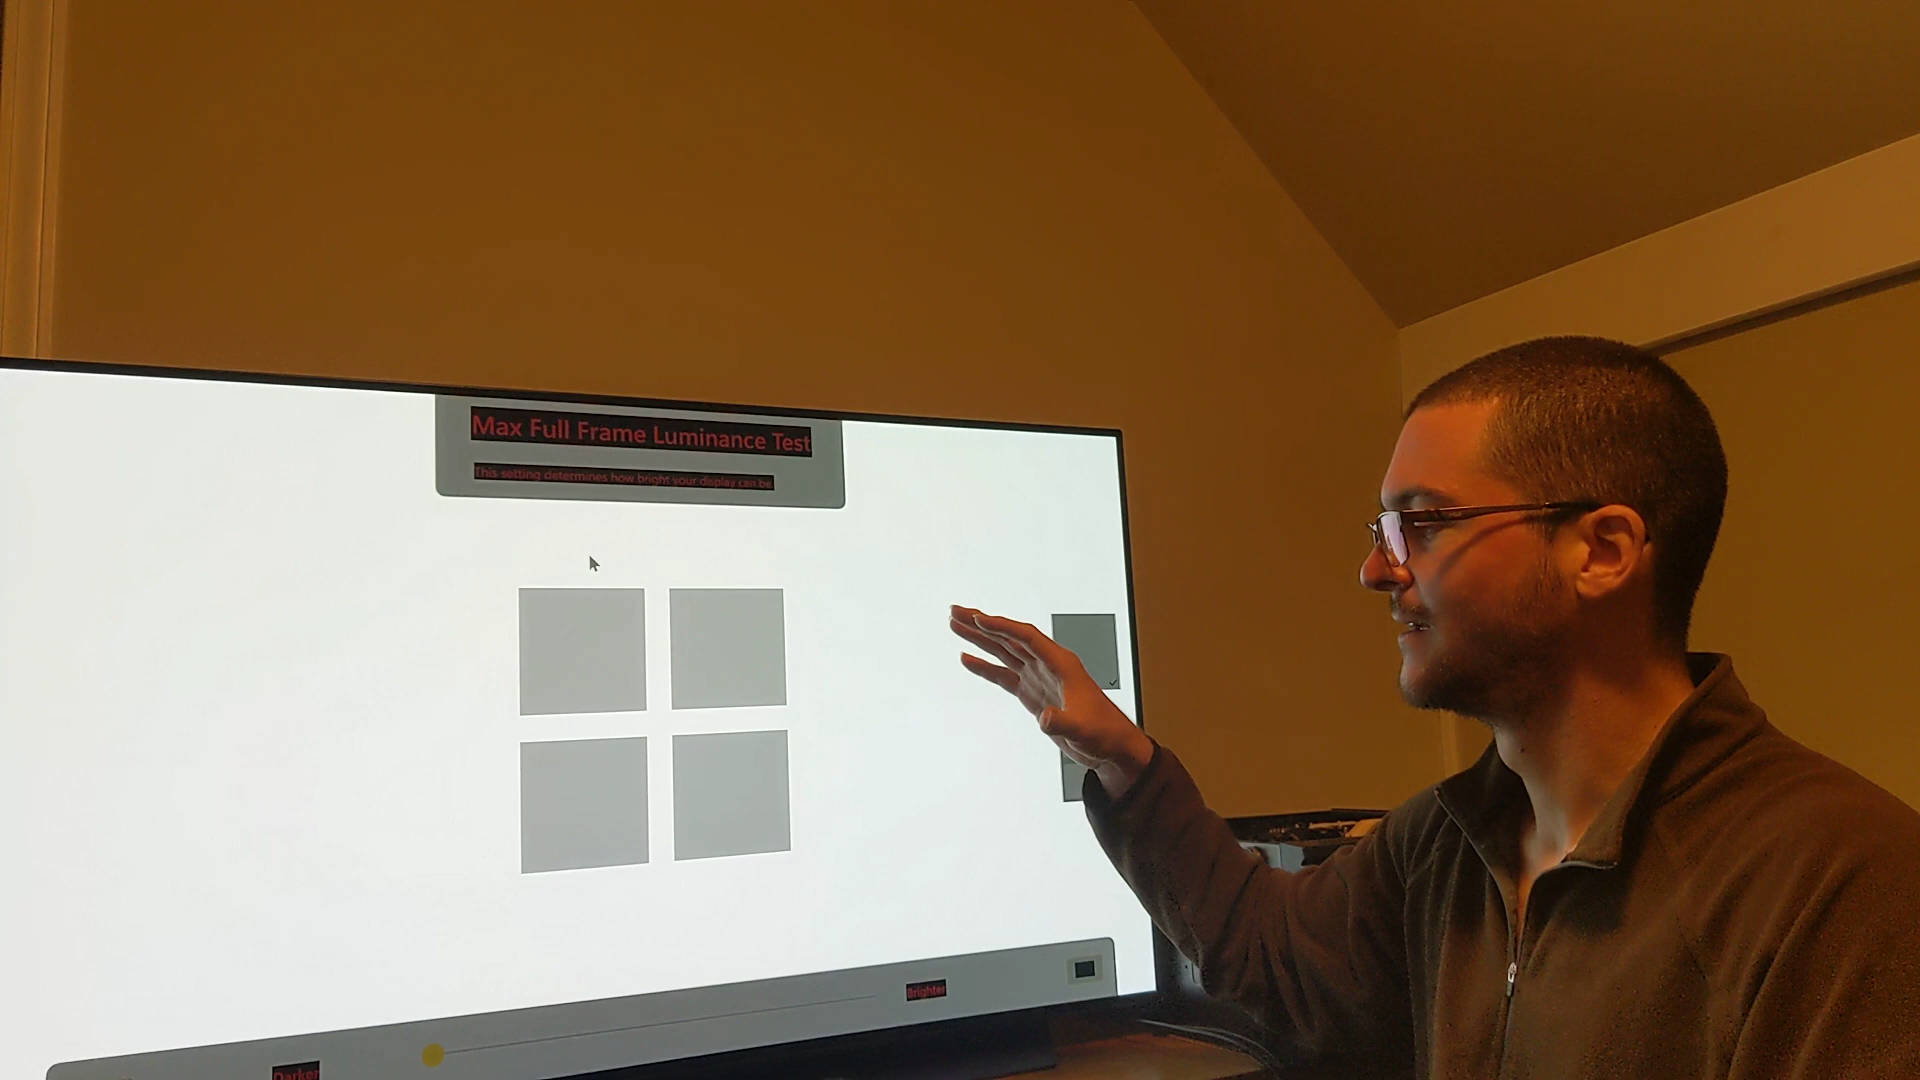 Max Full Frame Luminance Test
This setting determines how bright your display can be
Brighter
Darker